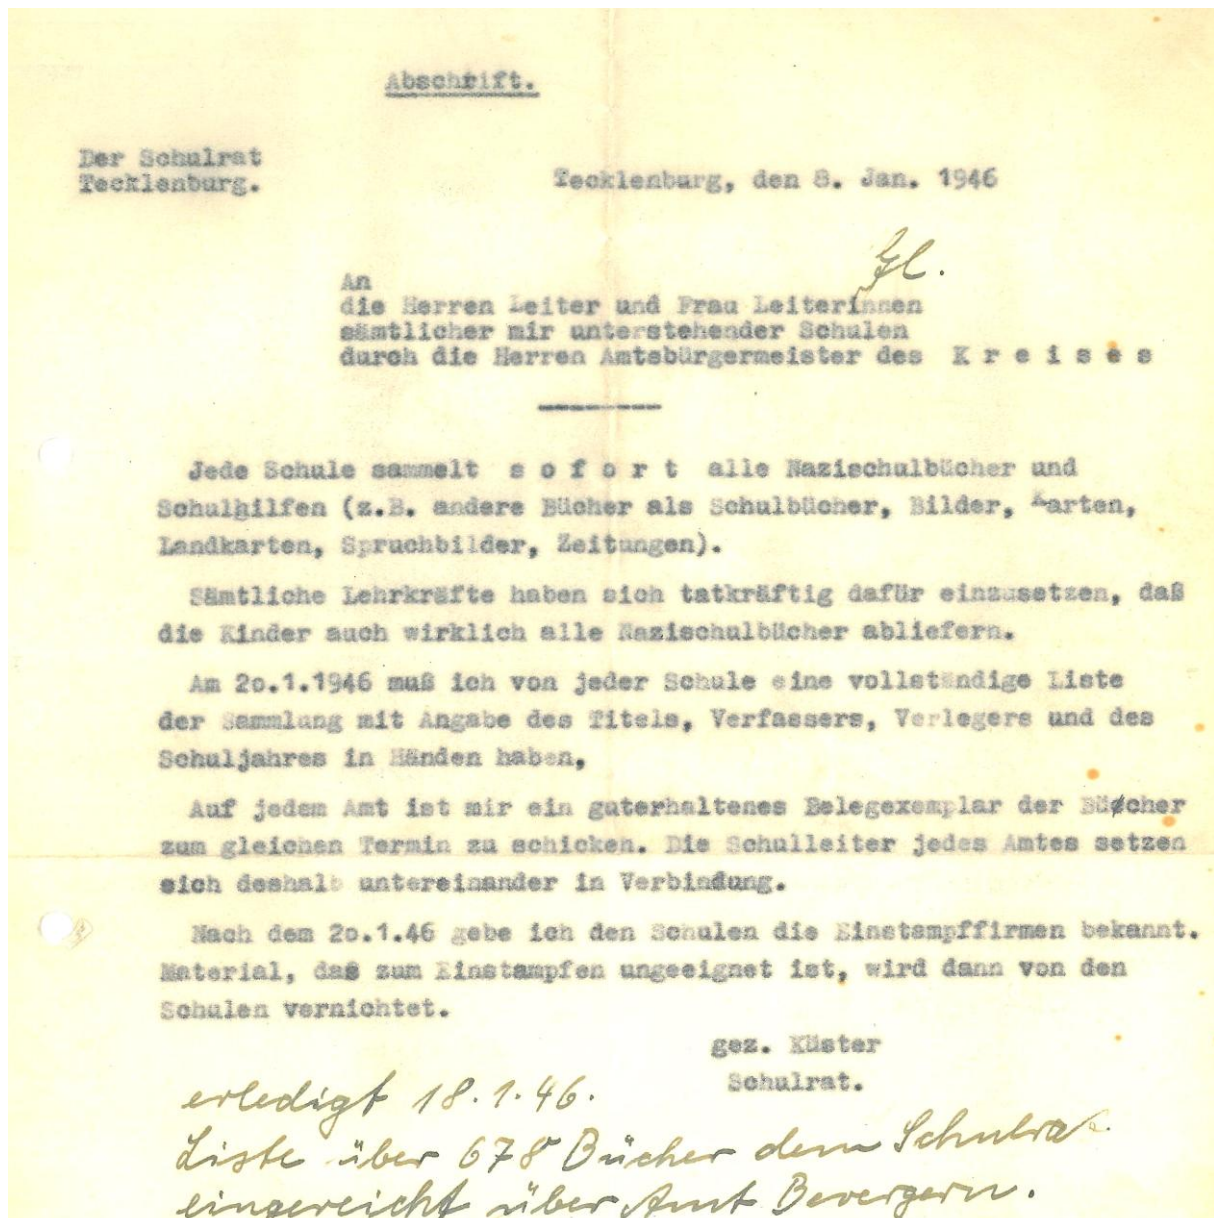 Abschrift.
Der Schulrat
Tecklenburg.
Tecklenburg, den 8. Jan. 1946
An
die Herren Leiter und Frau Leiterinnen
sämtlicher mir unterstehender Schulen
durch die Herren Amtsbürgermeister des K r e i s e s
Jede Schule sammelt s o f o r t alle Nazischulbücher und
Schulhilfen (z.B. andere Bücher als Schulbücher, Bilder, Karten,
Landkarten, Spruchbilder, Zeitungen).
Sämtliche Lehrkräfte haben sich tatkräftig dafür einzusetzen, daß
die Kinder auch wirklich alle Nazischulbücher abliefern.
Am 2o.1.1946 muß ich von jeder Schule eine vollständige Liste
der Sammlung mit Angabe des Titels, Verfassers, Verlegers und des
Schuljahres in Händen haben,
Auf jedem Amt ist mir ein guterhaltenes Belegexemplar der Bücher
zum gleichen Termin zu schicken. Die Schulleiter jedes Amtes setzen
sich deshalb untereinander in Verbindung.
Nach dem 2o.1.46 gebe ich den Schulen die Einstampffirmen bekannt.
Material, das zum Einstampfen ungeeignet ist, wird dann von den
Schulen vernichtet.
gez. Küster
Schulrat.
erledigt 18.1.46.
Liste über 678 Bücher dem Schulrat
eingereicht über Amt Bevergern.